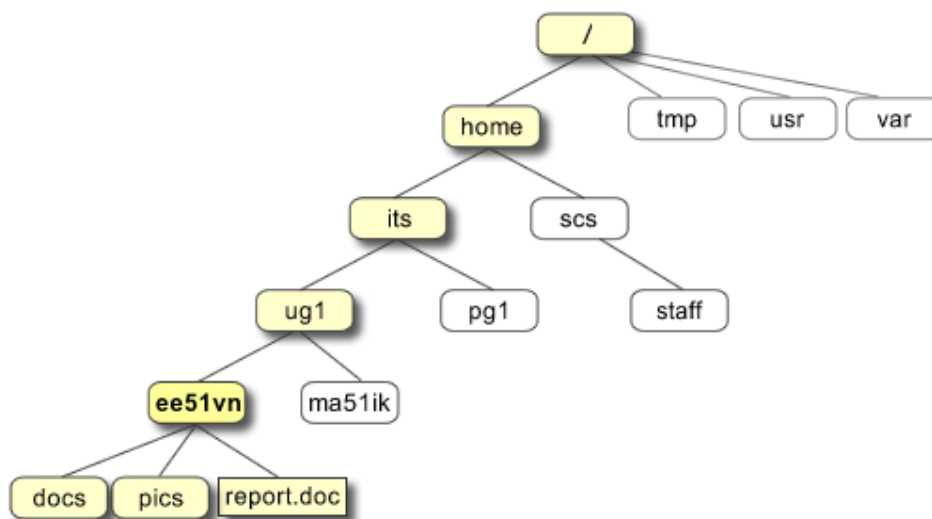 /
home
tmp
usr
var
its
scs
ug1
pg1
staff
ee51vn
ma51ik
docs
pics
report.doc